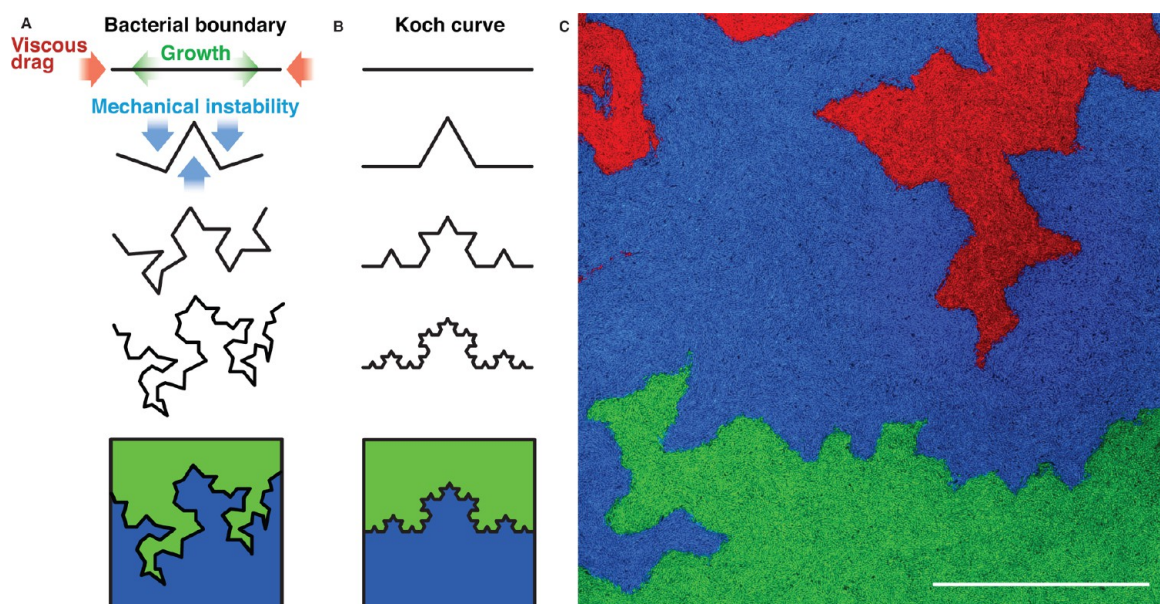 A
Bacterial boundary
Viscous
drag
Growth
Mechanical instability
B
Koch curve
C